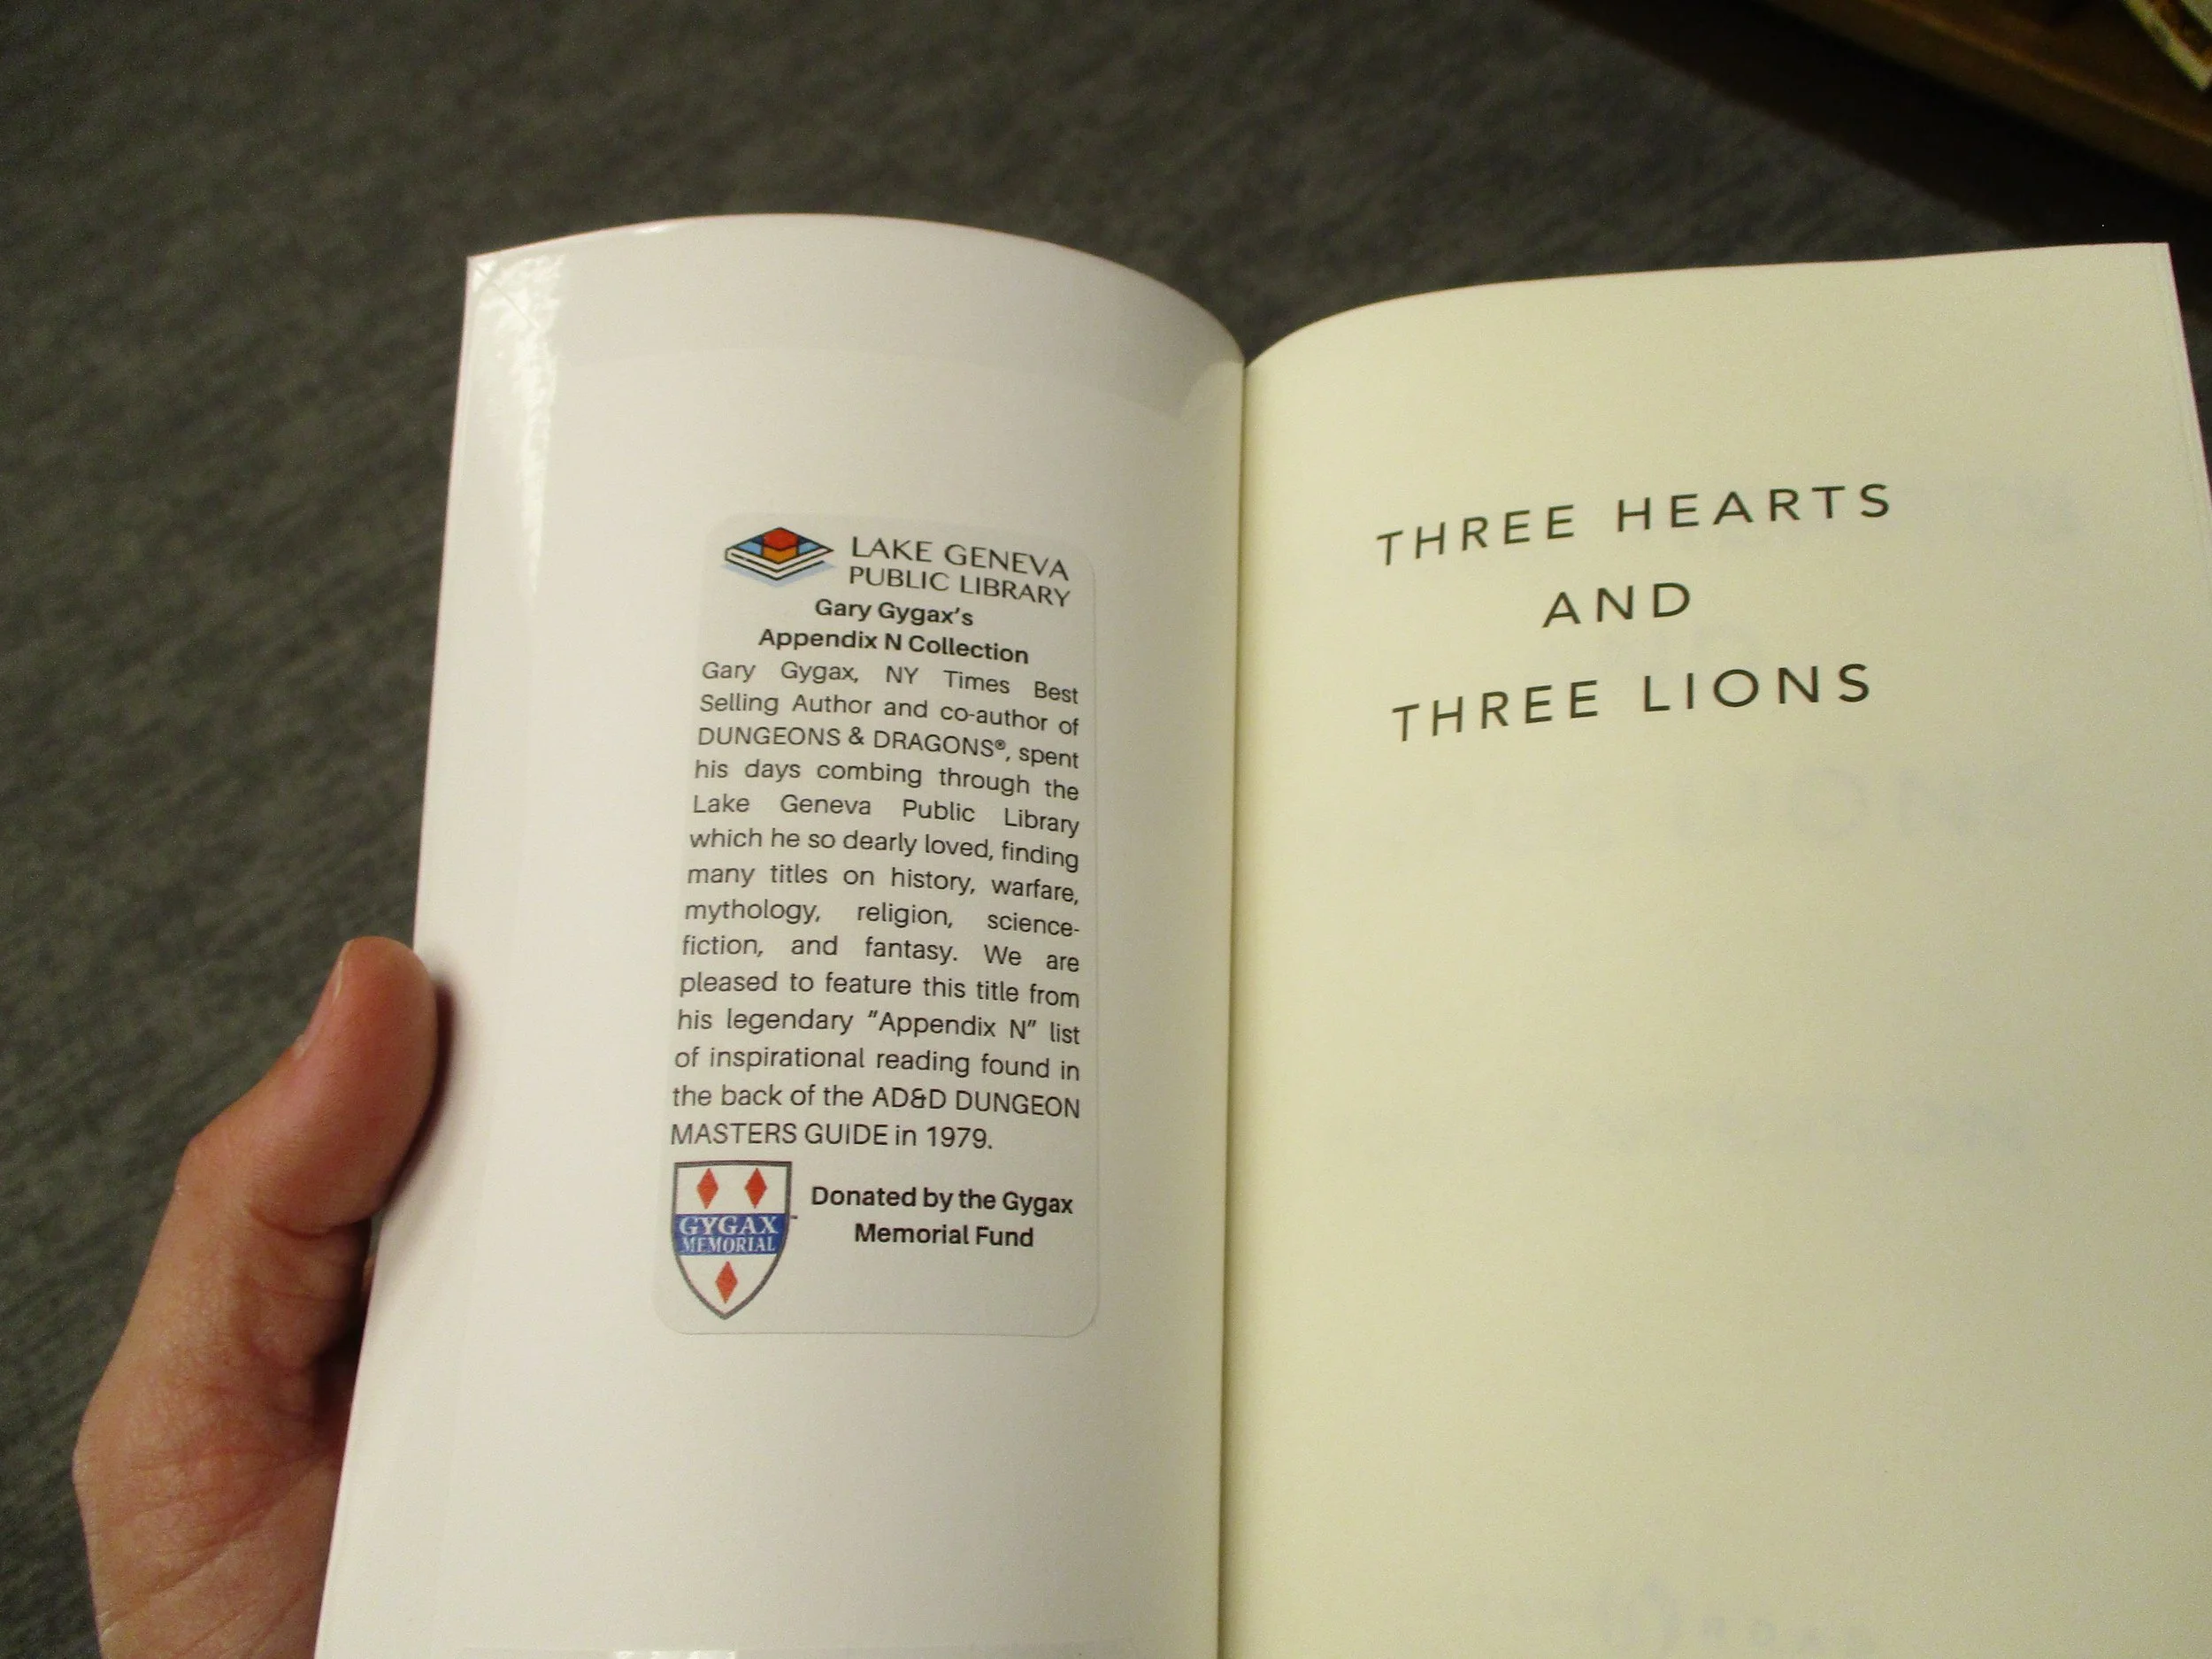 LAKE GENEVA
PUBLIC LIBRARY
Gary Gygax's
Appendix N Collection
Gary Gygax, NY Times Best
Selling Author and co-author of
DUNGEONS & DRAGONS®, spent
his days combing through the
Lake Geneva Public Library
which he so dearly loved, finding
many titles on history, warfare,
mythology, religion, science-
fiction, and fantasy. We are
pleased to feature this title from
his legendary "Appendix N" list
of inspirational reading found in
the back of the AD&D DUNGEON
MASTERS GUIDE in 1979.
GYGAX
MEMORIAL
Donated by the Gygax
Memorial Fund
THREE HEARTS
AND
THREE LIONS